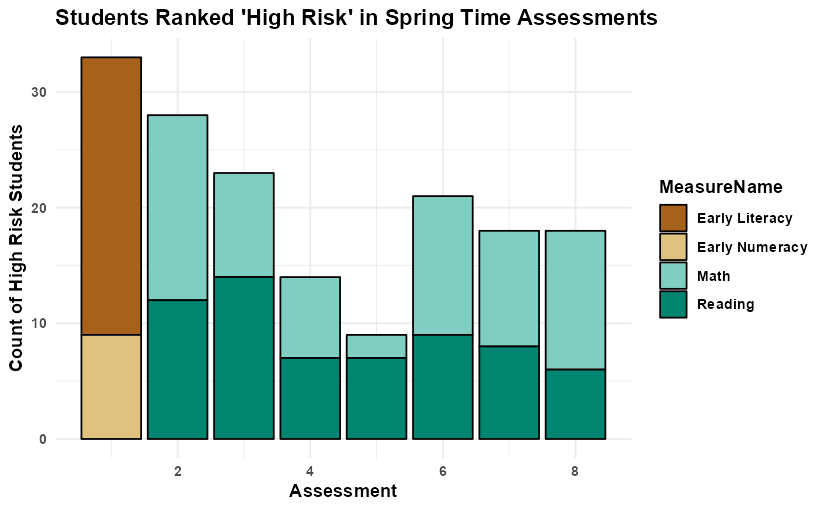 Students Ranked 'High Risk' in Spring Time Assessments
Count of High Risk Students
30
20
10
0
2 4 6 8
Assessment
MeasureName
Early Literacy
Early Numeracy
Math
Reading